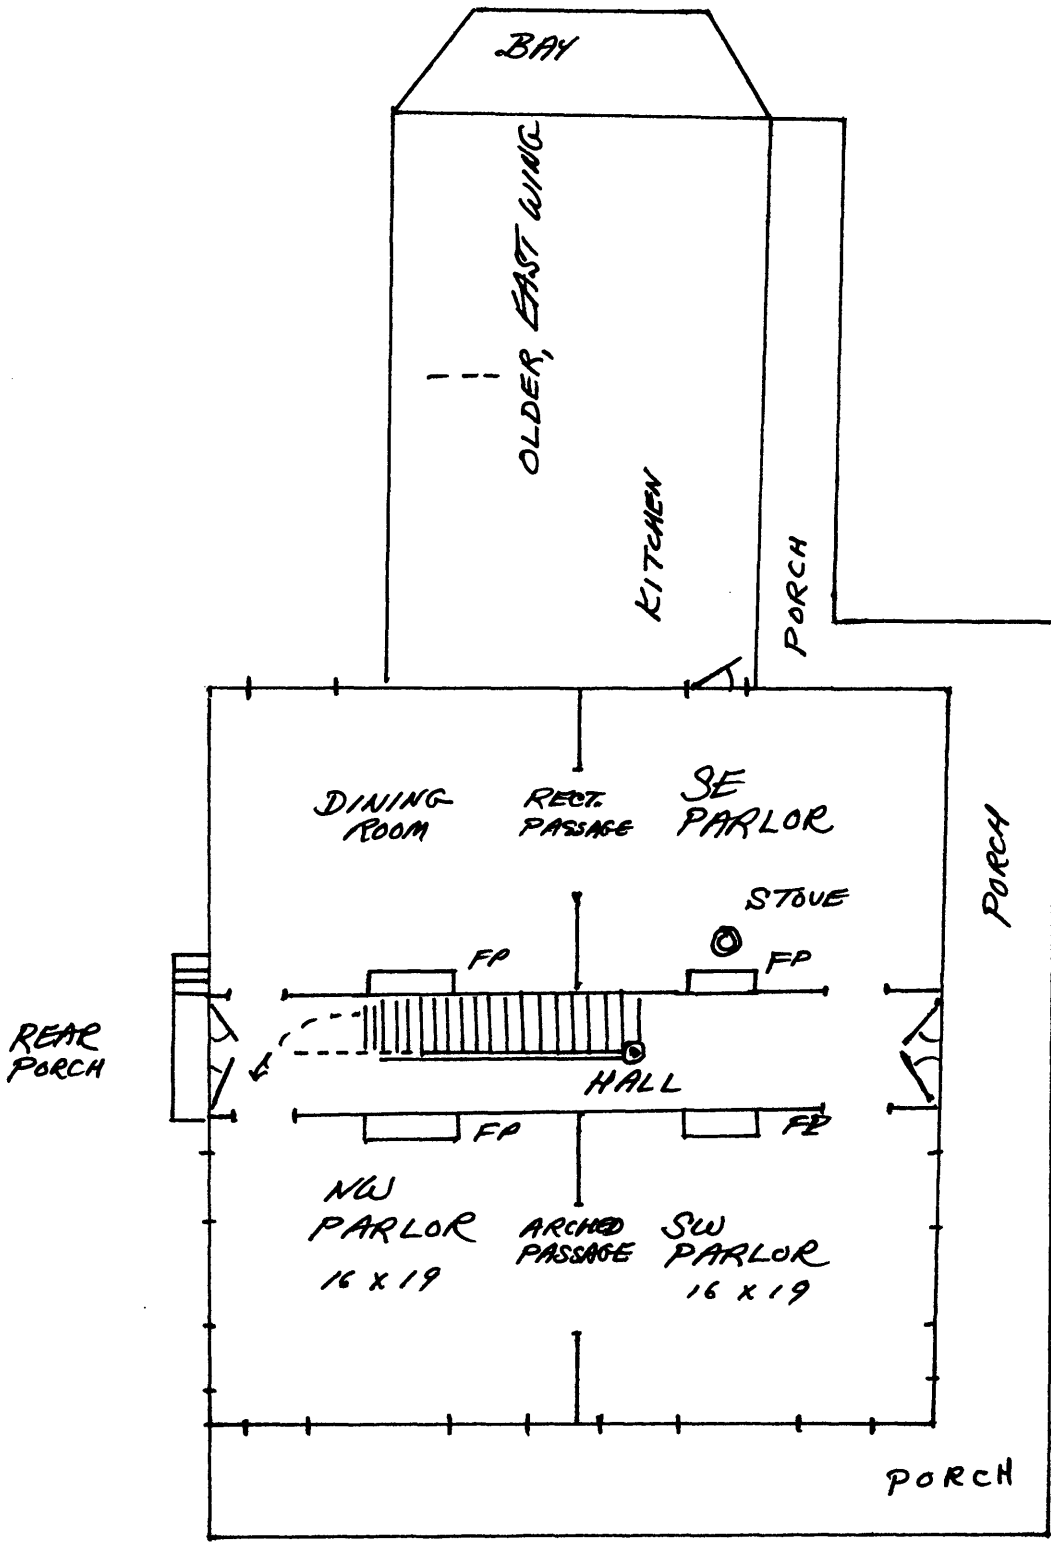 BAY
OLDER, EAST WING
KITCHEN
PORCH
DINING
ROOM
RECT.
PASSAGE
SE
PARLOR
PORCH
STOVE
FP
FP
REAR
PORCH
HALL
FP
FP
NW
PARLOR
16 x 19
ARCHED
PASSAGE
SW
PARLOR
16 x 19
PORCH